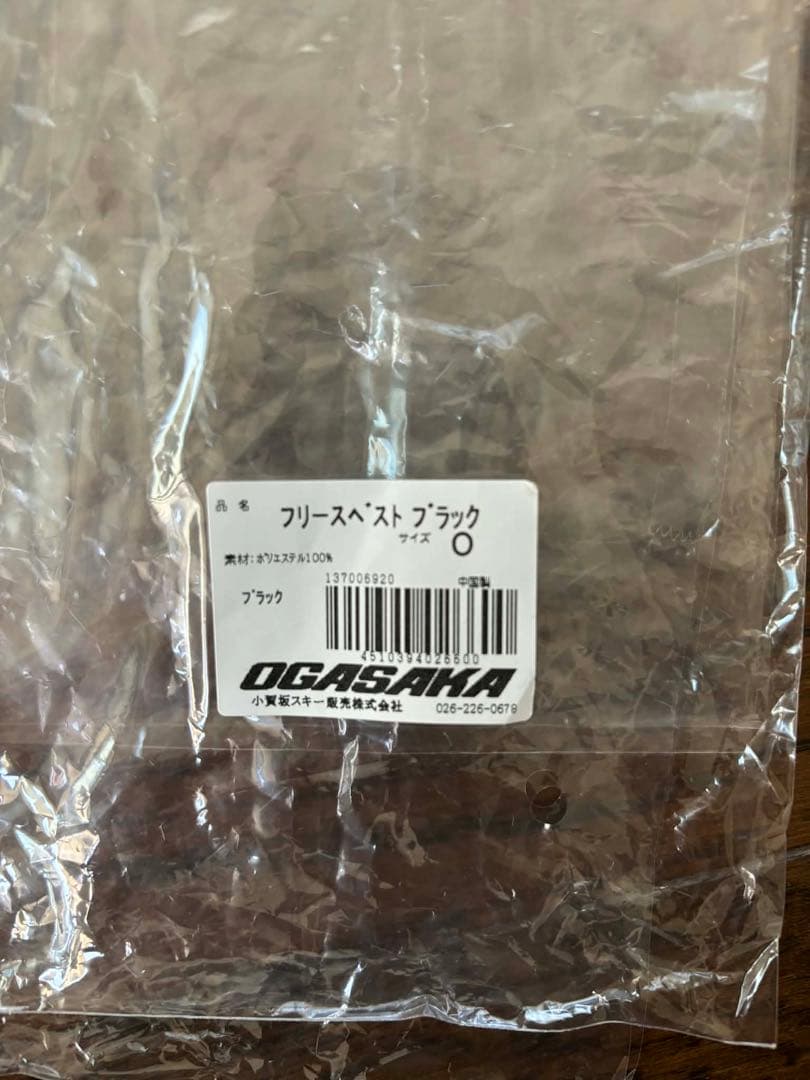 品 名 フリースベスト ブラック
サイズ O
素材:ポリエステル100%
137006920 中国製
ブラック
4510394026600
OGASAKA
小賀坂スキー販売株式会社 026-226-0679